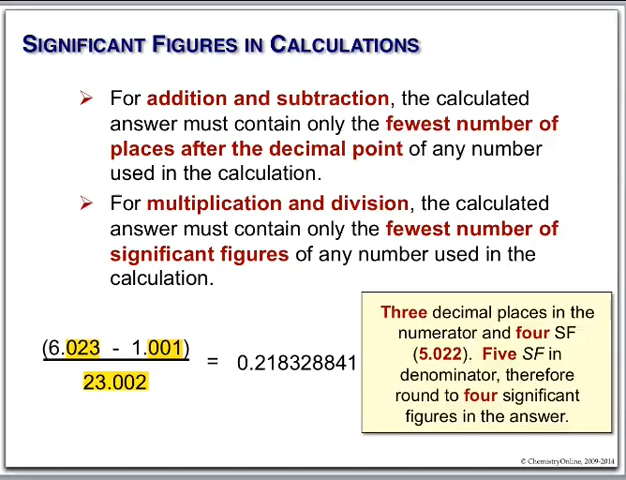 SIGNIFICANT FIGURES IN CALCULATIONS
➢ For addition and subtraction, the calculated
answer must contain only the fewest number of
places after the decimal point of any number
used in the calculation.
➢ For multiplication and division, the calculated
answer must contain only the fewest number of
significant figures of any number used in the
calculation.
(6.023 - 1.001)
23.002
= 0.218328841
Three decimal places in the
numerator and four SF
(5.022). Five SF in
denominator, therefore
round to four significant
figures in the answer.
© ChemistryOnline, 2009-2014